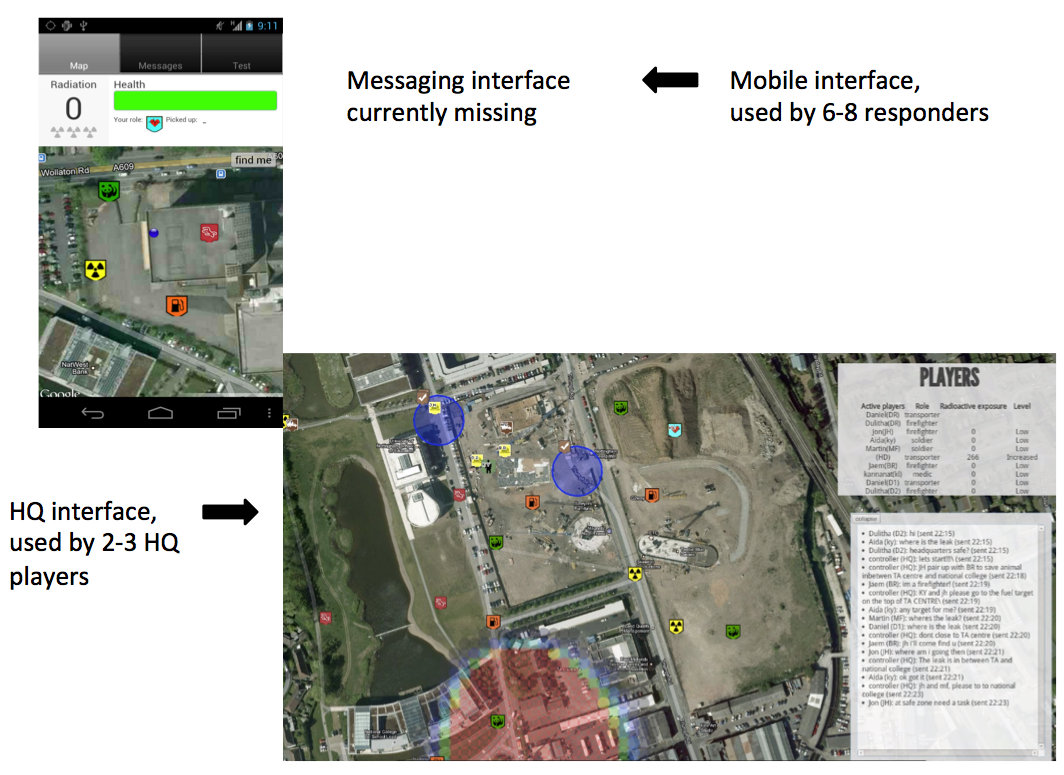 9:11
Map
Messages
Test
Radiation
0
Health
Your role:
Picked up: -
find me
Wollaton Rd
A609
NatWest
Bank
Google
Messaging interface
currently missing
Mobile interface,
used by 6-8 responders
HQ interface,
used by 2-3 HQ
players
PLAYERS
Active players Role Radioactive exposure Level
Daniel(DR) transporter
Dulitha(DR) firefighter
Jon(JH) firefighter 0 Low
Aida(ky) soldier 0 Low
Martin(MF) soldier 0 Low
(HD) transporter 266 Increased
Jaem(BR) firefighter 0 Low
kannanat(kl) medic 0 Low
Daniel(D1) transporter 0 Low
Dulitha(D2) firefighter 0 Low
collapse
• Dulitha (D2): hi (sent 22:15)
• Aida (ky): where is the leak (sent 22:15)
• Dulitha (D2): headquarters safe? (sent 22:15)
• controller (HQ): lets start!!! (sent 22:15)
• controller (HQ): JH pair up with BR to save animal
inbetween TA centre and national college (sent 22:18)
• Jaem (BR): im a firefighter! (sent 22:19)
• controller (HQ): KY and jh please go to the fuel target
on the top of TA CENTRE\ (sent 22:19)
• Aida (ky): any target for me? (sent 22:19)
• Martin (MF): wheres the leak? (sent 22:20)
• Daniel (D1): where is the leak (sent 22:20)
• controller (HQ): dont close to TA centre (sent 22:20)
• Jaem (BR): jh i'll come find u (sent 22:20)
• Jon (JH): where am i going then (sent 22:21)
• controller (HQ): The leak is in between TA and
national college (sent 22:21)
• Aida (ky): ok got it (sent 22:21)
• controller (HQ): jh and mf, please to to national
college (sent 22:23)
• Jon (JH): at safe zone need a task (sent 22:23)